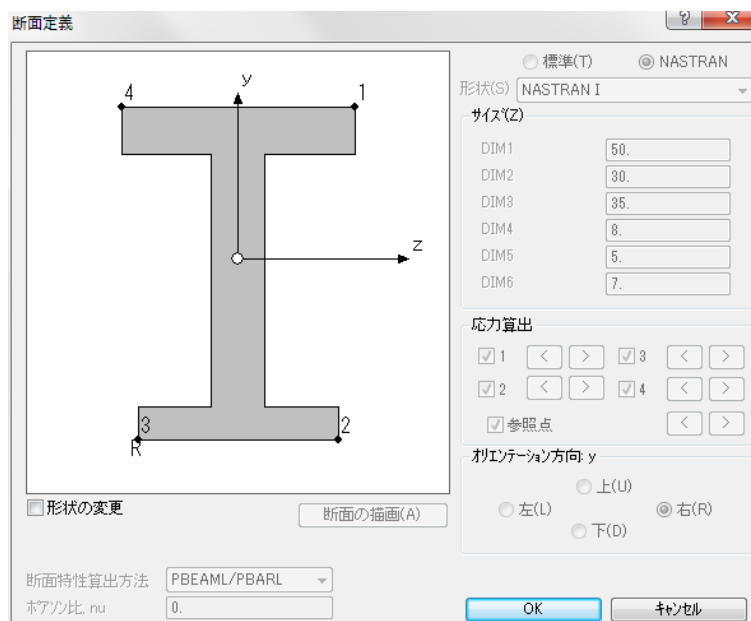 断面定義
標準(T) NASTRAN
形状(S) NASTRAN I
サイズ(Z)
DIM1 50.
DIM2 30.
DIM3 35.
DIM4 8.
DIM5 5.
DIM6 7.
応力算出
1 < > 3 < >
2 < > 4 < >
参照点 < >
オリエンテーション方向: y
上(U)
左(L) 右(R)
下(D)
y
4 1
z
3 2
R
形状の変更 断面の描画(A)
断面特性算出方法 PBEAML/PBARL
ポアソン比, nu 0.
OK キャンセル